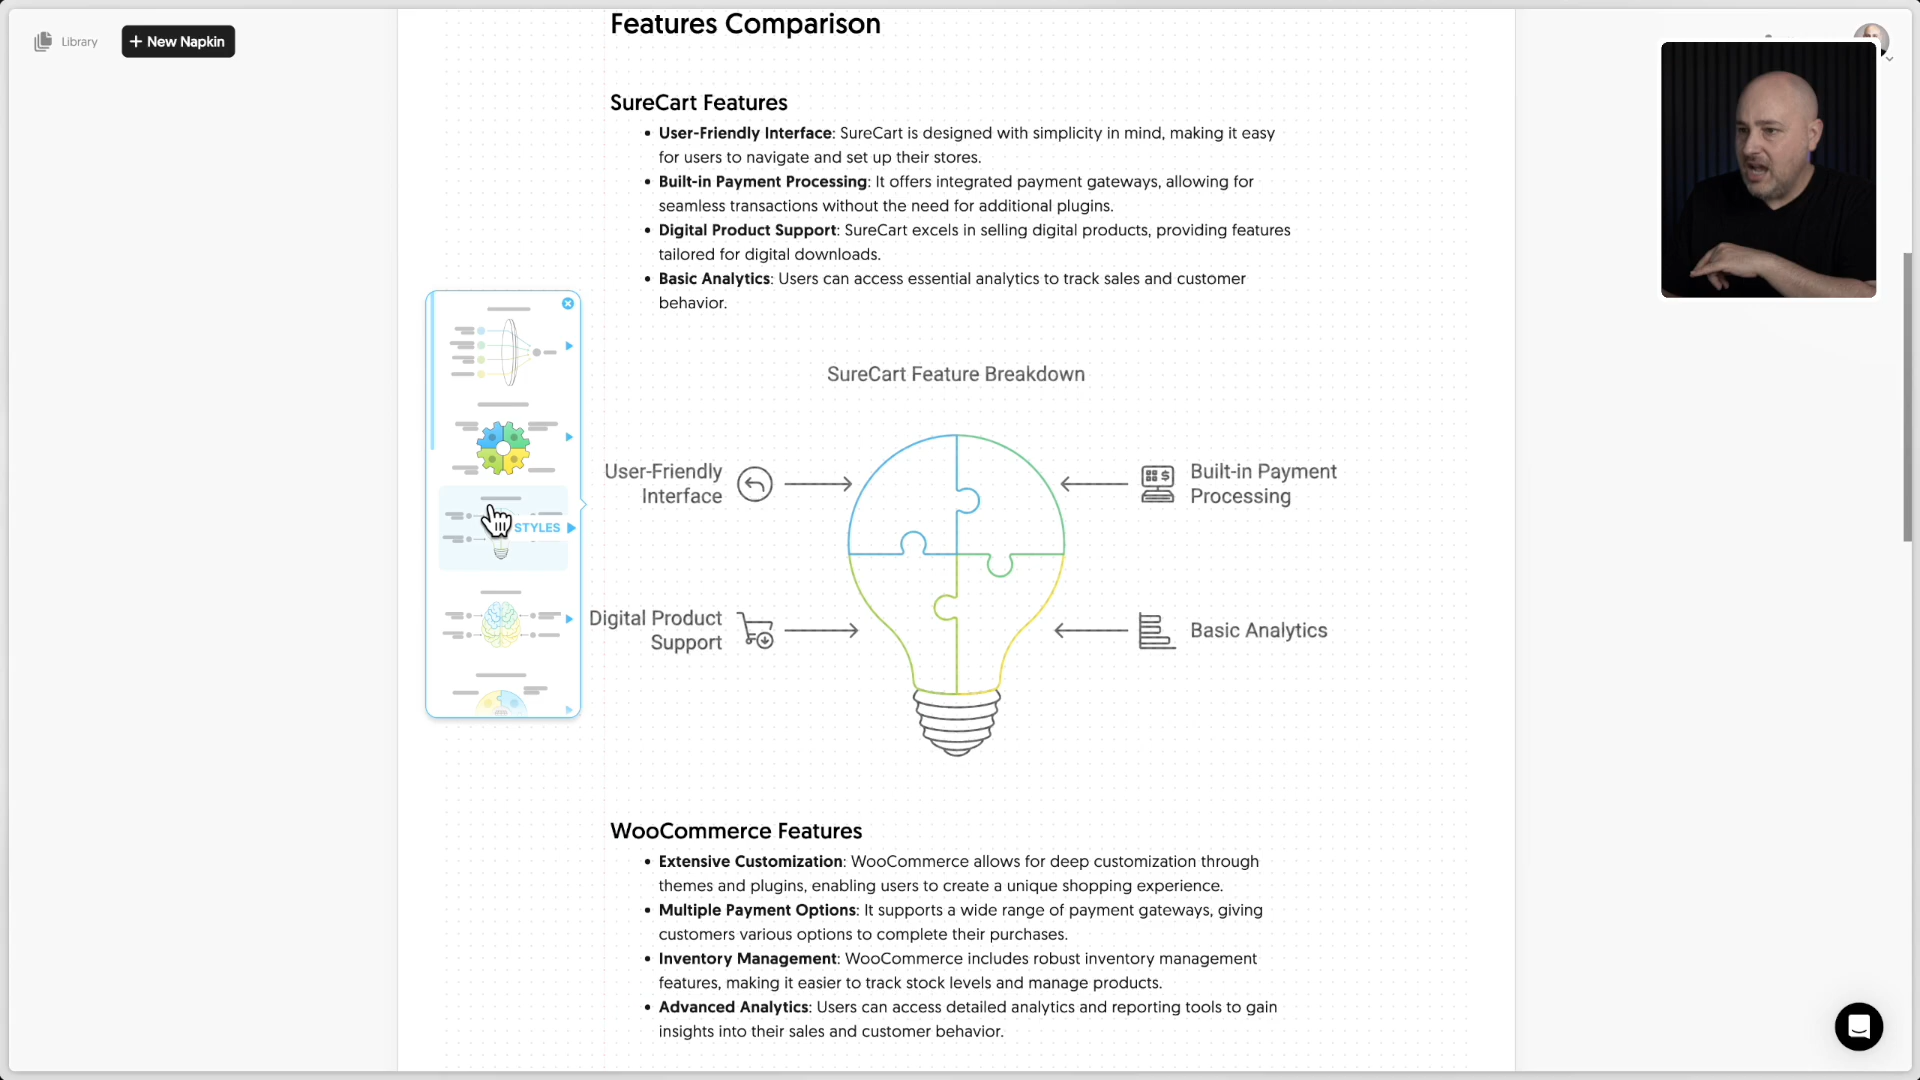 Library
+ New Napkin
Features Comparison
SureCart Features
• User-Friendly Interface: SureCart is designed with simplicity in mind, making it easy
for users to navigate and set up their stores.
• Built-in Payment Processing: It offers integrated payment gateways, allowing for
seamless transactions without the need for additional plugins.
• Digital Product Support: SureCart excels in selling digital products, providing features
tailored for digital downloads.
• Basic Analytics: Users can access essential analytics to track sales and customer
behavior.
STYLES
SureCart Feature Breakdown
User-Friendly
Interface
Built-in Payment
Processing
Digital Product
Support
Basic Analytics
WooCommerce Features
• Extensive Customization: WooCommerce allows for deep customization through
themes and plugins, enabling users to create a unique shopping experience.
• Multiple Payment Options: It supports a wide range of payment gateways, giving
customers various options to complete their purchases.
• Inventory Management: WooCommerce includes robust inventory management
features, making it easier to track stock levels and manage products.
• Advanced Analytics: Users can access detailed analytics and reporting tools to gain
insights into their sales and customer behavior.